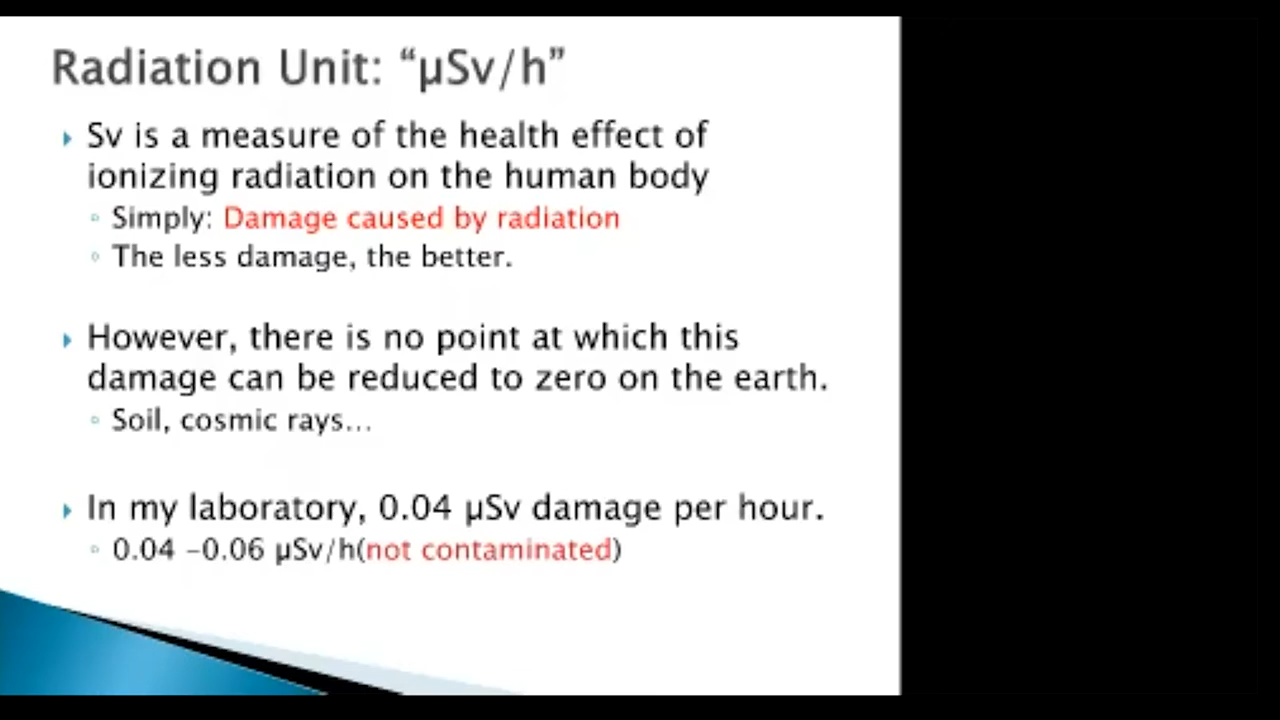 Radiation Unit: “μSv/h”
Sv is a measure of the health effect of
ionizing radiation on the human body
Simply: Damage caused by radiation
The less damage, the better.
However, there is no point at which this
damage can be reduced to zero on the earth.
Soil, cosmic rays…
In my laboratory, 0.04 μSv damage per hour.
0.04 –0.06 μSv/h(not contaminated)